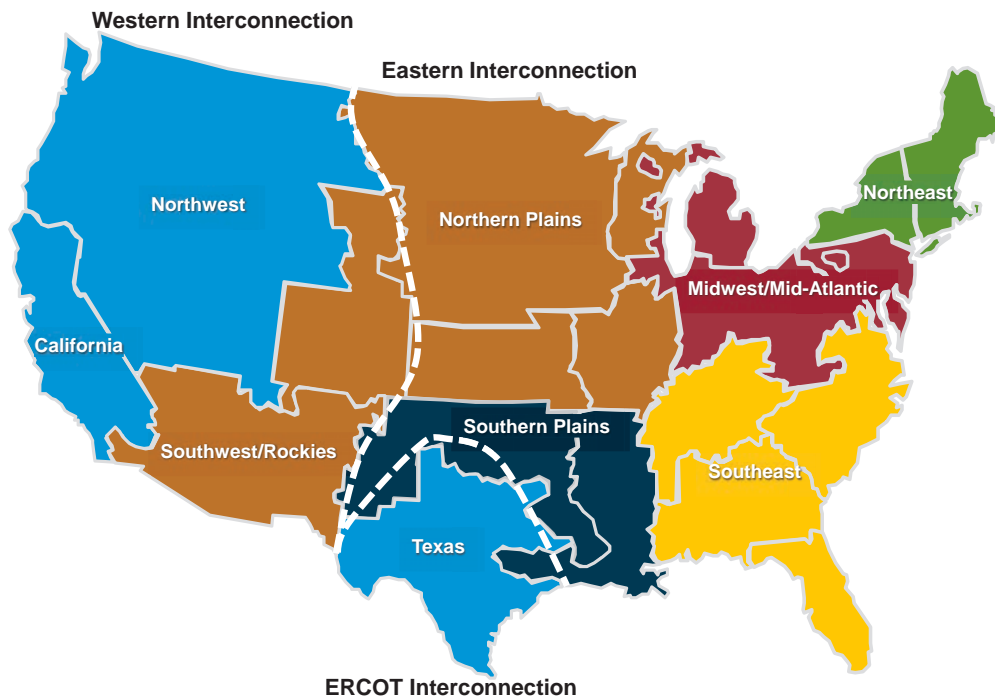 Western Interconnection
Eastern Interconnection
Northwest
Northern Plains
Northeast
Midwest/Mid-Atlantic
California
Southwest/Rockies
Southern Plains
Southeast
Texas
ERCOT Interconnection